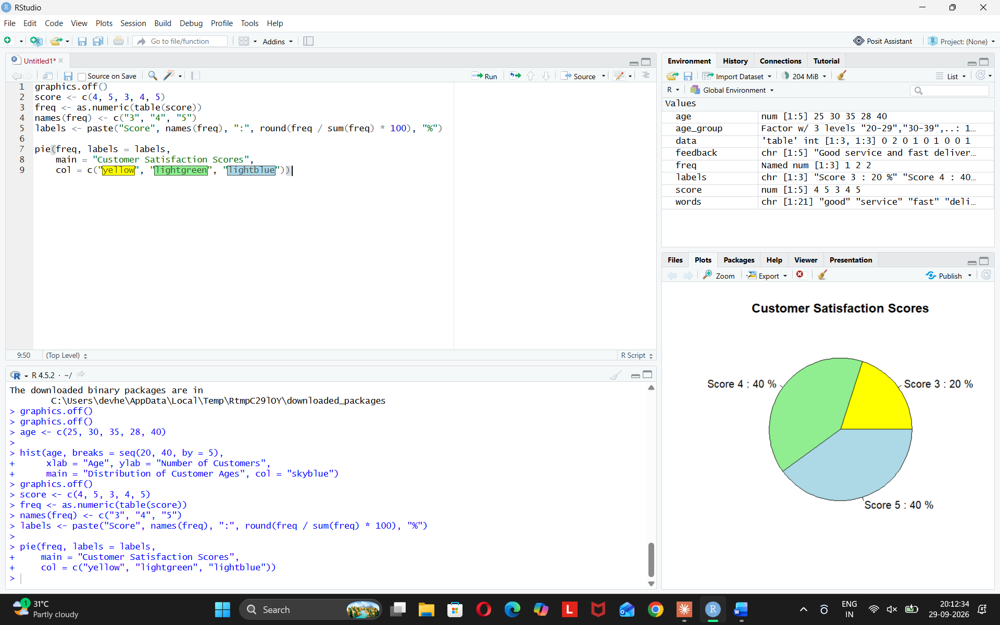 RStudio
File Edit Code View Plots Session Build Debug Profile Tools Help
Go to file/function Addins Posit Assistant Project: (None)
Untitled1*
Source on Save Run Source
1 graphics.off()
2 score <- c(4, 5, 3, 4, 5)
3 freq <- as.numeric(table(score))
4 names(freq) <- c("3", "4", "5")
5 labels <- paste("Score", names(freq), ":", round(freq / sum(freq) * 100), "%")
6
7 pie(freq, labels = labels,
8 main = "Customer Satisfaction Scores",
9 col = c("yellow", "lightgreen", "lightblue"))
9:50 (Top Level) R Script
R 4.5.2 · ~/
The downloaded binary packages are in
C:\Users\devhe\AppData\Local\Temp\RtmpC29lOY\downloaded_packages
> graphics.off()
> graphics.off()
> age <- c(25, 30, 35, 28, 40)
>
> hist(age, breaks = seq(20, 40, by = 5),
+ xlab = "Age", ylab = "Number of Customers",
+ main = "Distribution of Customer Ages", col = "skyblue")
> graphics.off()
> score <- c(4, 5, 3, 4, 5)
> freq <- as.numeric(table(score))
> names(freq) <- c("3", "4", "5")
> labels <- paste("Score", names(freq), ":", round(freq / sum(freq) * 100), "%")
>
> pie(freq, labels = labels,
+ main = "Customer Satisfaction Scores",
+ col = c("yellow", "lightgreen", "lightblue"))
>
Environment History Connections Tutorial
Import Dataset 204 MiB List
R Global Environment
Values
age num [1:5] 25 30 35 28 40
age_group Factor w/ 3 levels "20-29","30-39",..: 1…
data 'table' int [1:3, 1:3] 0 2 0 1 0 1 0 0 1
feedback chr [1:5] "Good service and fast deliver…
freq Named num [1:3] 1 2 2
labels chr [1:3] "Score 3 : 20 %" "Score 4 : 40…
score num [1:5] 4 5 3 4 5
words chr [1:21] "good" "service" "fast" "deli…
Files Plots Packages Help Viewer Presentation
Zoom Export Publish
Customer Satisfaction Scores
Score 4 : 40 %
Score 3 : 20 %
Score 5 : 40 %
1 31°C
Partly cloudy
Search
ENG
IN
20:12:34
29-09-2026